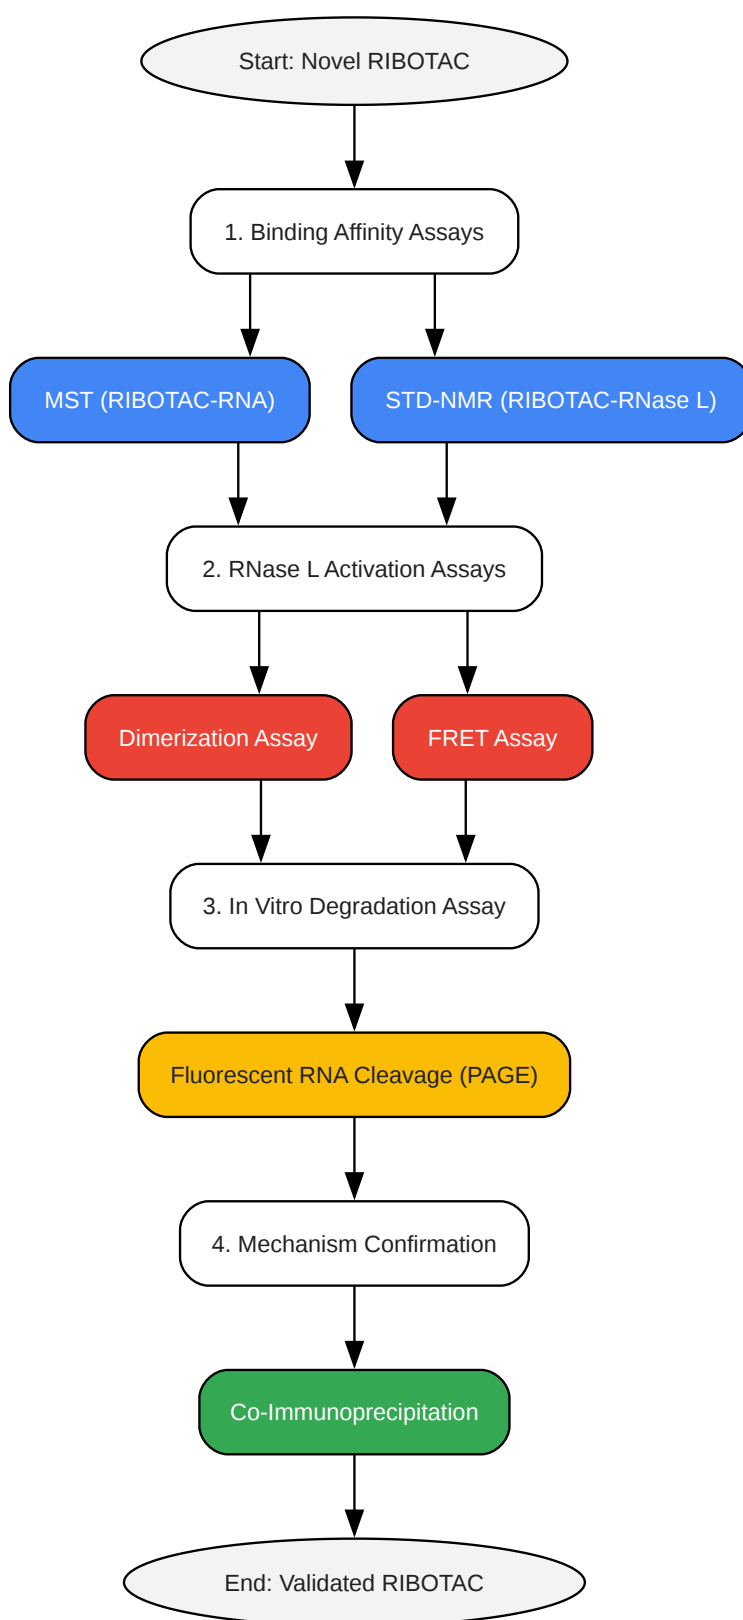 Start: Novel RIBOTAC
1. Binding Affinity Assays
MST (RIBOTAC-RNA)
STD-NMR (RIBOTAC-RNase L)
2. RNase L Activation Assays
Dimerization Assay
FRET Assay
3. In Vitro Degradation Assay
Fluorescent RNA Cleavage (PAGE)
4. Mechanism Confirmation
Co-Immunoprecipitation
End: Validated RIBOTAC